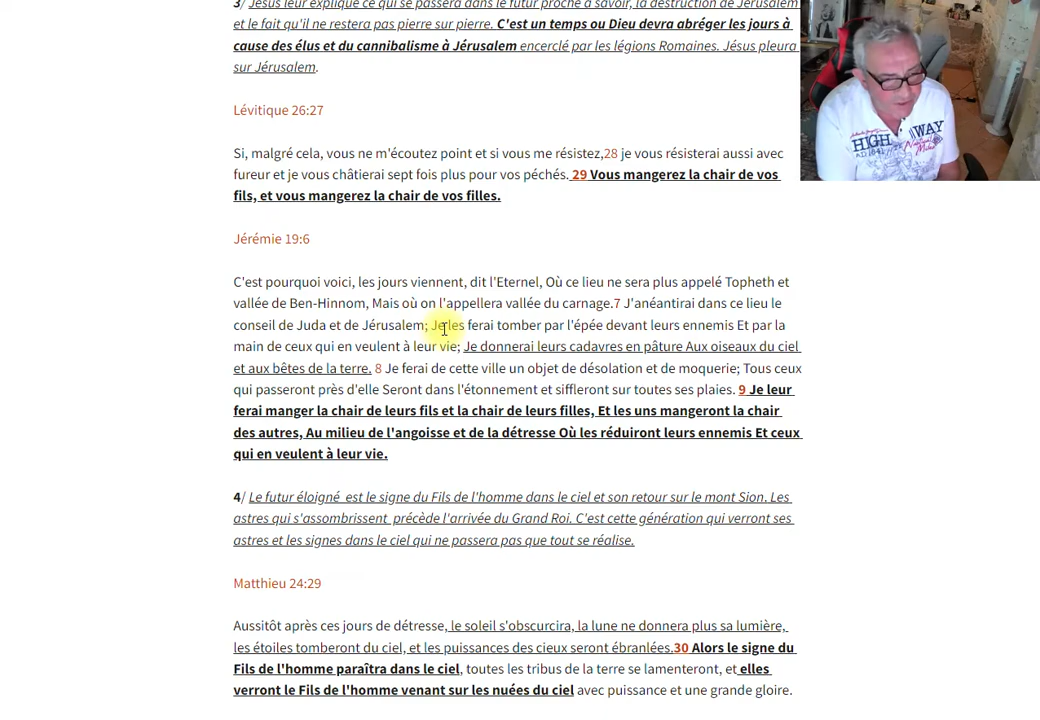 3/ Jésus leur explique ce qui se passera dans le futur proche à savoir, la destruction de Jérusalem
et le fait qu'il ne restera pas pierre sur pierre. C'est un temps ou Dieu devra abréger les jours à
cause des élus et du cannibalisme à Jérusalem encerclé par les légions Romaines. Jésus pleura
sur Jérusalem.
Lévitique 26:27
Si, malgré cela, vous ne m'écoutez point et si vous me résistez,28 je vous résisterai aussi avec
fureur et je vous châtierai sept fois plus pour vos péchés. 29 Vous mangerez la chair de vos
fils, et vous mangerez la chair de vos filles.
Jérémie 19:6
C'est pourquoi voici, les jours viennent, dit l'Eternel, Où ce lieu ne sera plus appelé Topheth et
vallée de Ben-Hinnom, Mais où on l'appellera vallée du carnage.7 J'anéantirai dans ce lieu le
conseil de Juda et de Jérusalem; Je les ferai tomber par l'épée devant leurs ennemis Et par la
main de ceux qui en veulent à leur vie; Je donnerai leurs cadavres en pâture Aux oiseaux du ciel
et aux bêtes de la terre. 8 Je ferai de cette ville un objet de désolation et de moquerie; Tous ceux
qui passeront près d'elle Seront dans l'étonnement et siffleront sur toutes ses plaies. 9 Je leur
ferai manger la chair de leurs fils et la chair de leurs filles, Et les uns mangeront la chair
des autres, Au milieu de l'angoisse et de la détresse Où les réduiront leurs ennemis Et ceux
qui en veulent à leur vie.
4/ Le futur éloigné est le signe du Fils de l'homme dans le ciel et son retour sur le mont Sion. Les
astres qui s'assombrissent précède l'arrivée du Grand Roi. C'est cette génération qui verront ses
astres et les signes dans le ciel qui ne passera pas que tout se réalise.
Matthieu 24:29
Aussitôt après ces jours de détresse, le soleil s'obscurcira, la lune ne donnera plus sa lumière,
les étoiles tomberont du ciel, et les puissances des cieux seront ébranlées.30 Alors le signe du
Fils de l'homme paraîtra dans le ciel, toutes les tribus de la terre se lamenteront, et elles
verront le Fils de l'homme venant sur les nuées du ciel avec puissance et une grande gloire.
HIGH WAY